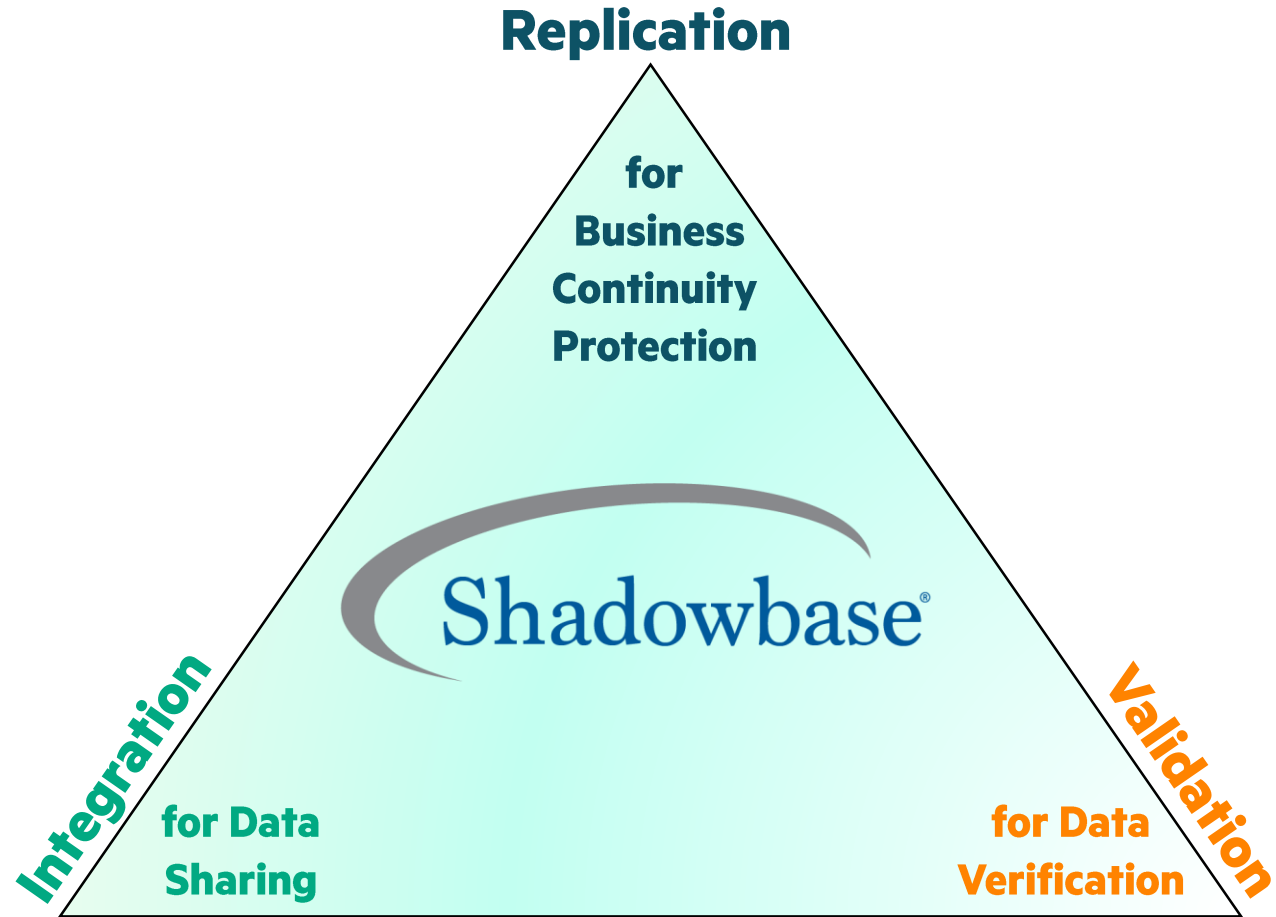 Replication
for
Business
Continuity
Protection
Shadowbase®
Integration
for Data
Sharing
Validation
for Data
Verification